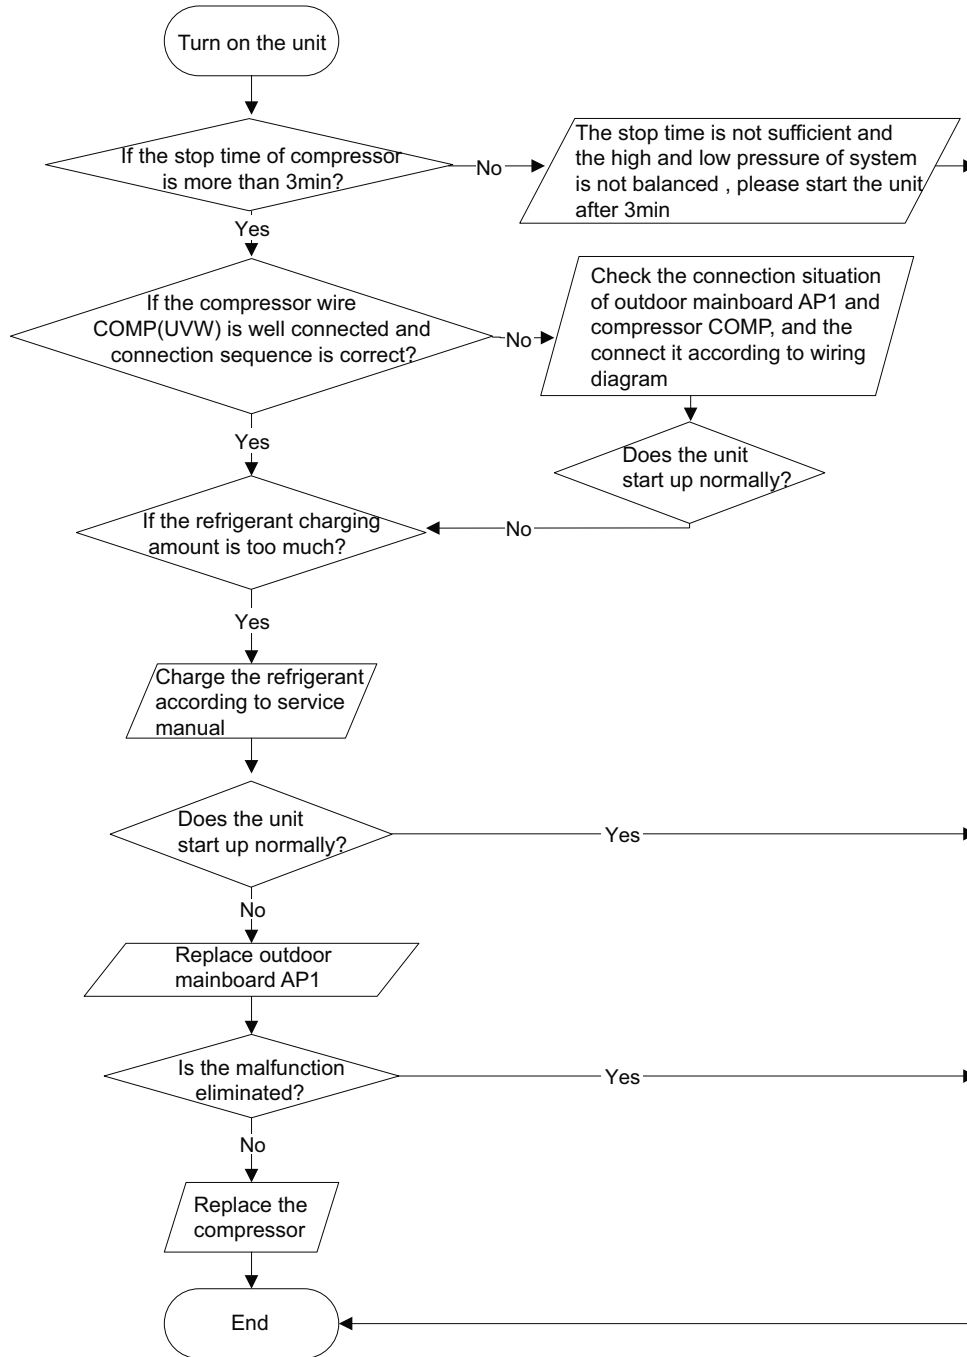 Turn on the unit
If the stop time of compressor
is more than 3min?
No
The stop time is not sufficient and
the high and low pressure of system
is not balanced , please start the unit
after 3min
Yes
If the compressor wire
COMP(UVW) is well connected and
connection sequence is correct?
No
Check the connection situation
of outdoor mainboard AP1 and
compressor COMP, and the
connect it according to wiring
diagram
Yes
Does the unit
start up normally?
If the refrigerant charging
amount is too much?
No
Yes
Charge the refrigerant
according to service
manual
Does the unit
start up normally?
Yes
No
Replace outdoor
mainboard AP1
Is the malfunction
eliminated?
Yes
No
Replace the
compressor
End